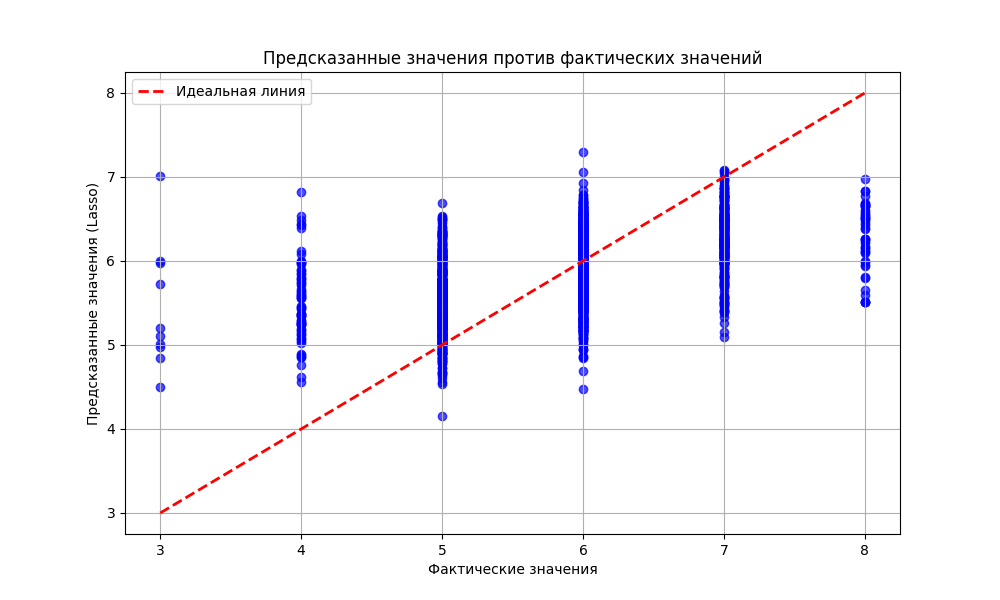 Предсказанные значения против фактических значений
Идеальная линия
Предсказанные значения (Lasso)
8
7
6
5
4
3
3 4 5 6 7 8
Фактические значения